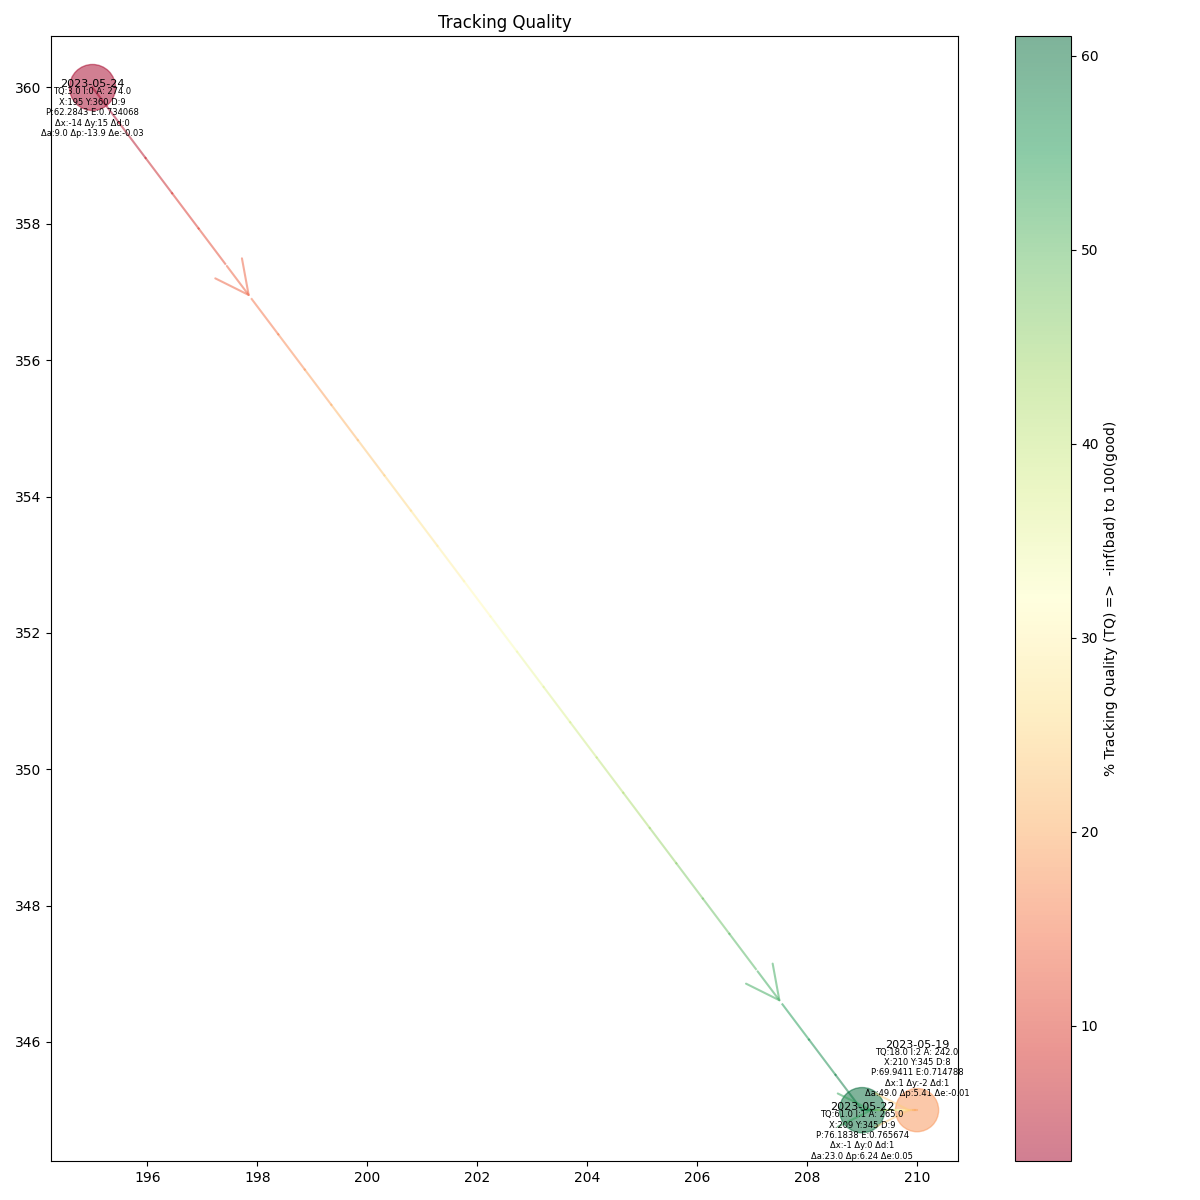 Tracking Quality
360
358
356
354
352
350
348
346
196
198
200
202
204
206
208
210
2023-05-24
TQ:3.0 I:0 A: 274.0
X:195 Y:360 D:9
P:62.2843 E:0.734068
Δx:-14 Δy:15 Δd:0
Δa:9.0 Δp:-13.9 Δe:-0.03
2023-05-19
TQ:18.0 I:2 A: 242.0
X:210 Y:345 D:8
P:69.9411 E:0.714788
Δx:1 Δy:-2 Δd:1
Δa:49.0 Δp:5.41 Δe:-0.01
2023-05-22
TQ:61.0 I:1 A: 265.0
X:209 Y:345 D:9
P:76.1838 E:0.765674
Δx:-1 Δy:0 Δd:1
Δa:23.0 Δp:6.24 Δe:0.05
60
50
40
30
20
10
% Tracking Quality (TQ) => -inf(bad) to 100(good)